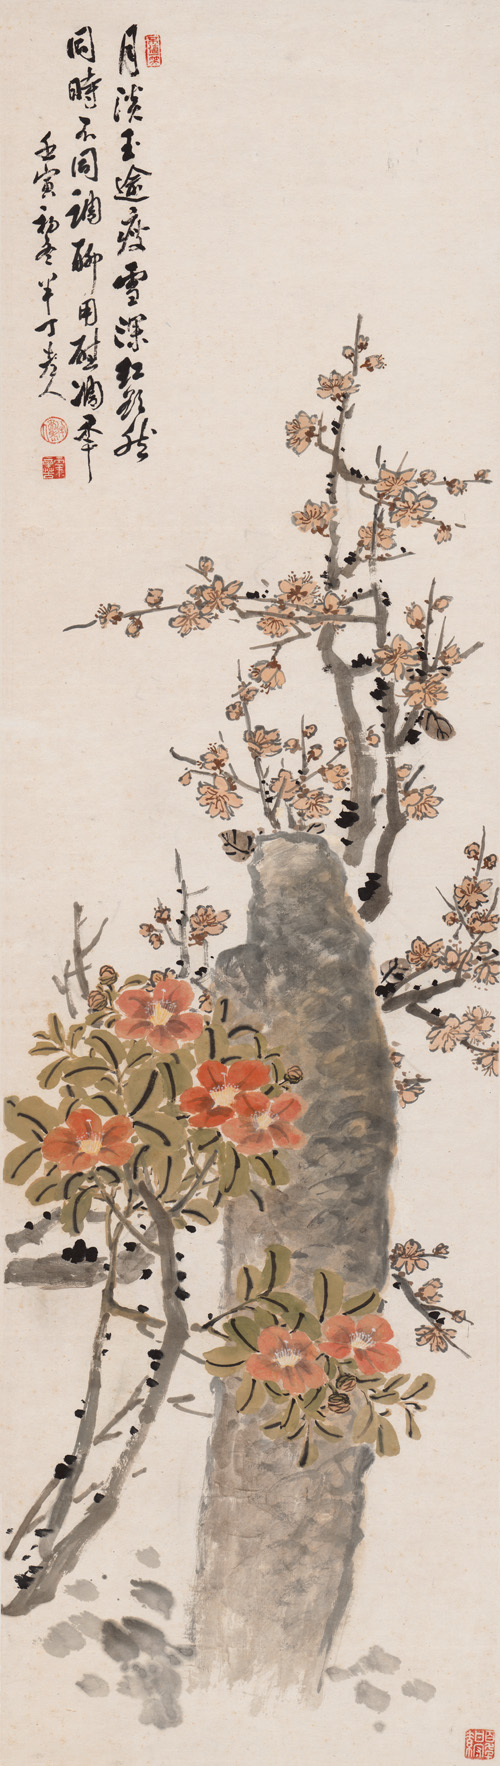 月淡玉逾瘦雪深红欲然
同時不同調聊用慰凋年
壬寅初冬半丁老人